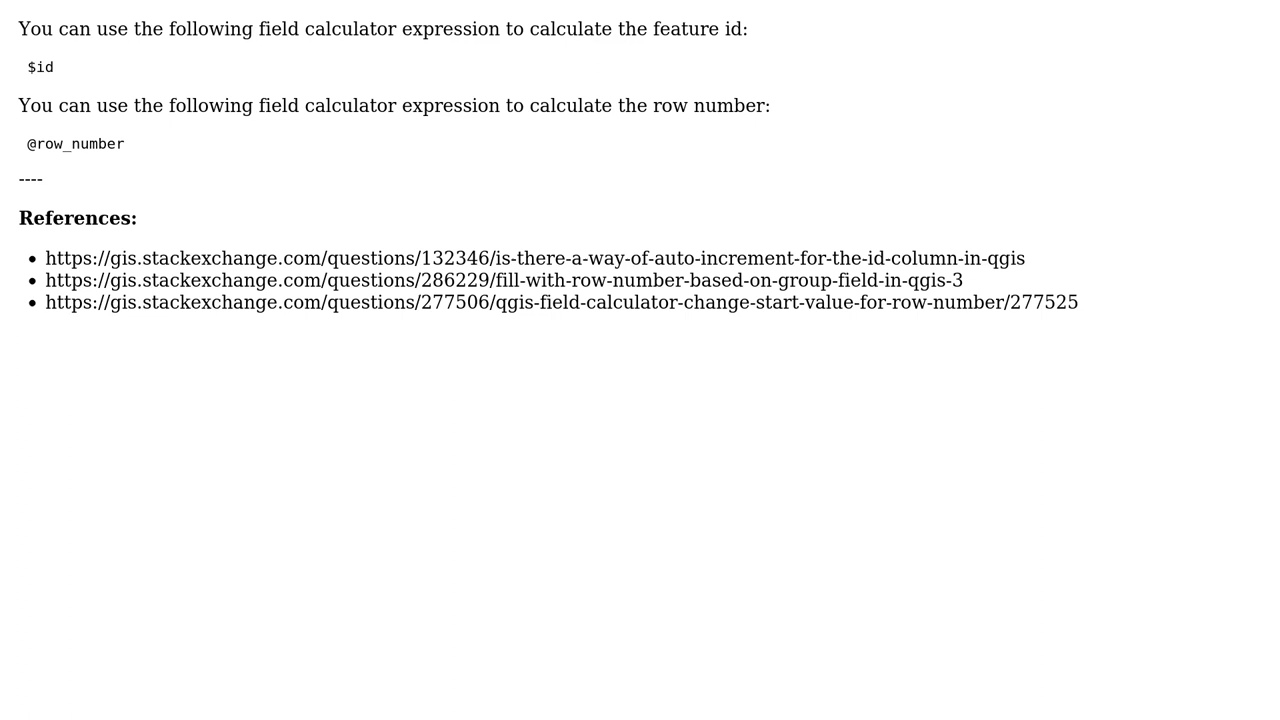 You can use the following field calculator expression to calculate the feature id:
$id
You can use the following field calculator expression to calculate the row number:
@row_number
----
References:
• https://gis.stackexchange.com/questions/132346/is-there-a-way-of-auto-increment-for-the-id-column-in-qgis
• https://gis.stackexchange.com/questions/286229/fill-with-row-number-based-on-group-field-in-qgis-3
• https://gis.stackexchange.com/questions/277506/qgis-field-calculator-change-start-value-for-row-number/277525